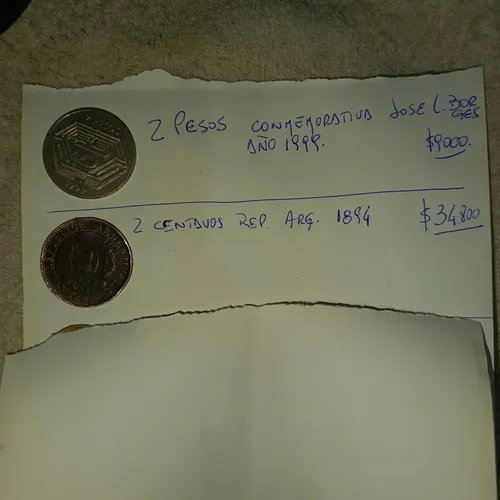 2 PESOS CONMEMORATIVA JOSE L. BORGES
AÑO 1999. $9000.
2 CENTAVOS REP. ARG. 1894 $34800